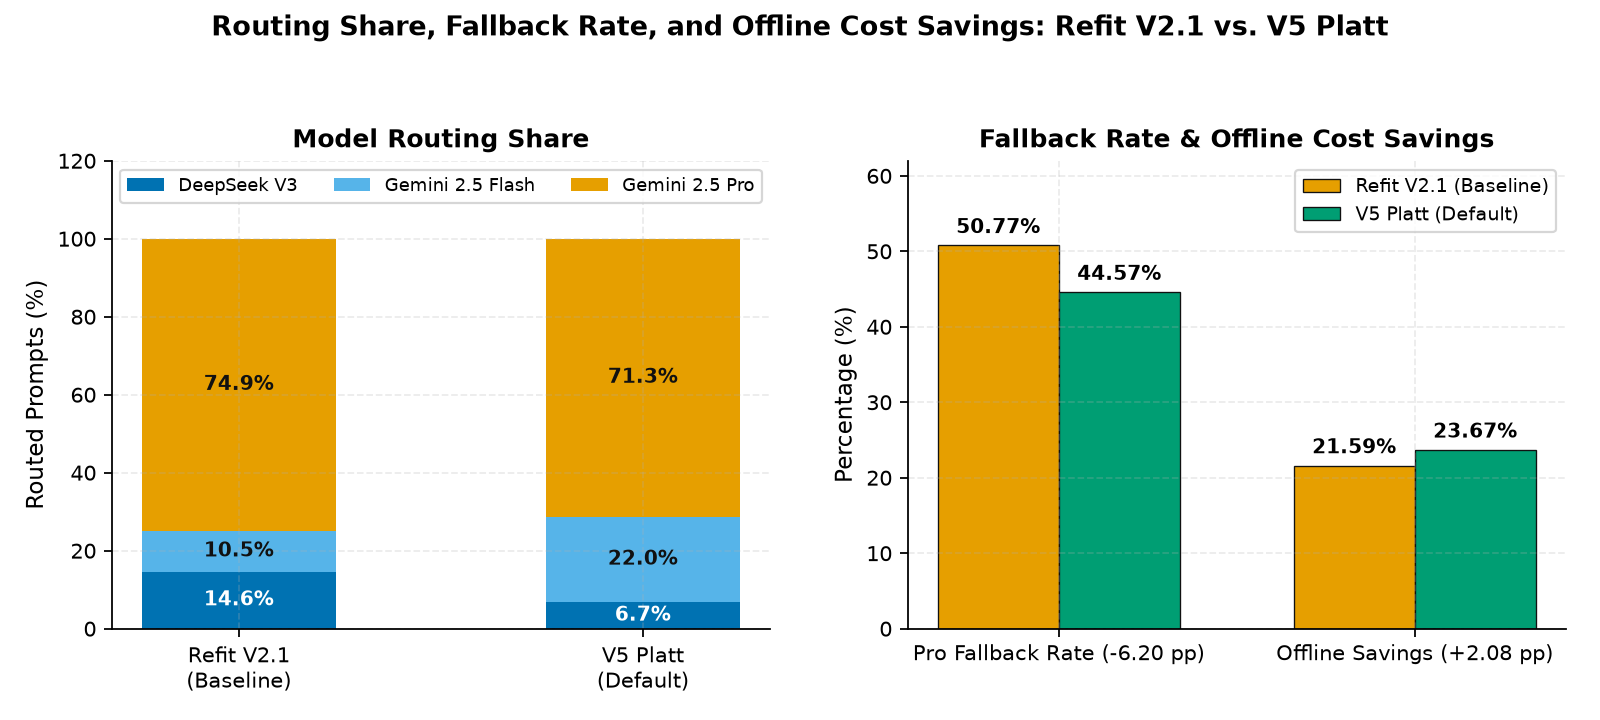 Routing Share, Fallback Rate, and Offline Cost Savings: Refit V2.1 vs. V5 Platt
Model Routing Share
DeepSeek V3 Gemini 2.5 Flash Gemini 2.5 Pro
Routed Prompts (%)
120
100
80
60
40
20
0
74.9%
10.5%
14.6%
71.3%
22.0%
6.7%
Refit V2.1
(Baseline)
V5 Platt
(Default)
Fallback Rate & Offline Cost Savings
Refit V2.1 (Baseline)
V5 Platt (Default)
Percentage (%)
60
50
40
30
20
10
0
50.77%
44.57%
21.59%
23.67%
Pro Fallback Rate (-6.20 pp)
Offline Savings (+2.08 pp)